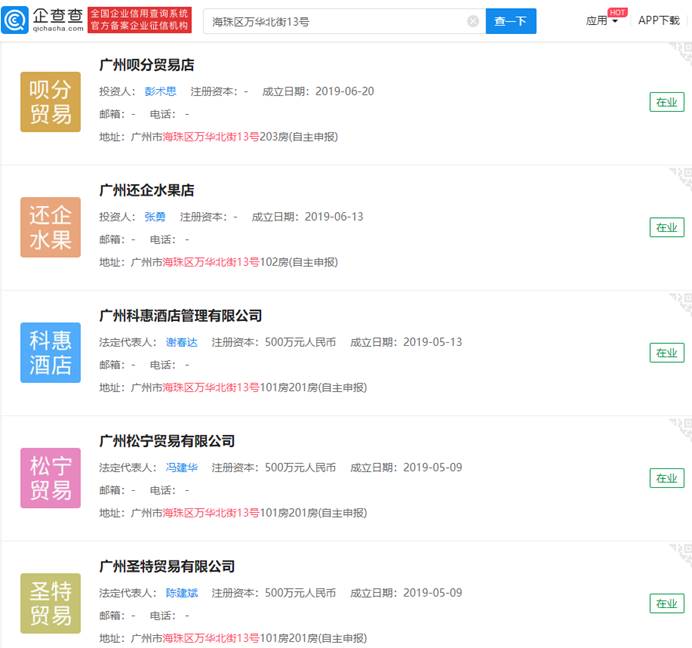 企查查
qichacha.com
全国企业信用查询系统
官方备案企业征信机构
海珠区万华北街13号
查一下
应用
HOT
APP下载
呗分
贸易
广州呗分贸易店
投资人： 彭术思 注册资本：- 成立日期：2019-06-20
邮箱：- 电话：-
地址：广州市海珠区万华北街13号203房(自主申报)
在业
还企
水果
广州还企水果店
投资人： 张勇 注册资本：- 成立日期：2019-06-13
邮箱：- 电话：-
地址：广州市海珠区万华北街13号102房(自主申报)
在业
科惠
酒店
广州科惠酒店管理有限公司
法定代表人： 谢春达 注册资本：500万元人民币 成立日期：2019-05-13
邮箱：- 电话：-
地址：广州市海珠区万华北街13号101房201房(自主申报)
在业
松宁
贸易
广州松宁贸易有限公司
法定代表人： 冯建华 注册资本：500万元人民币 成立日期：2019-05-09
邮箱：- 电话：-
地址：广州市海珠区万华北街13号101房201房(自主申报)
在业
圣特
贸易
广州圣特贸易有限公司
法定代表人： 陈建斌 注册资本：500万元人民币 成立日期：2019-05-09
邮箱：- 电话：-
地址：广州市海珠区万华北街13号101房201房(自主申报)
在业